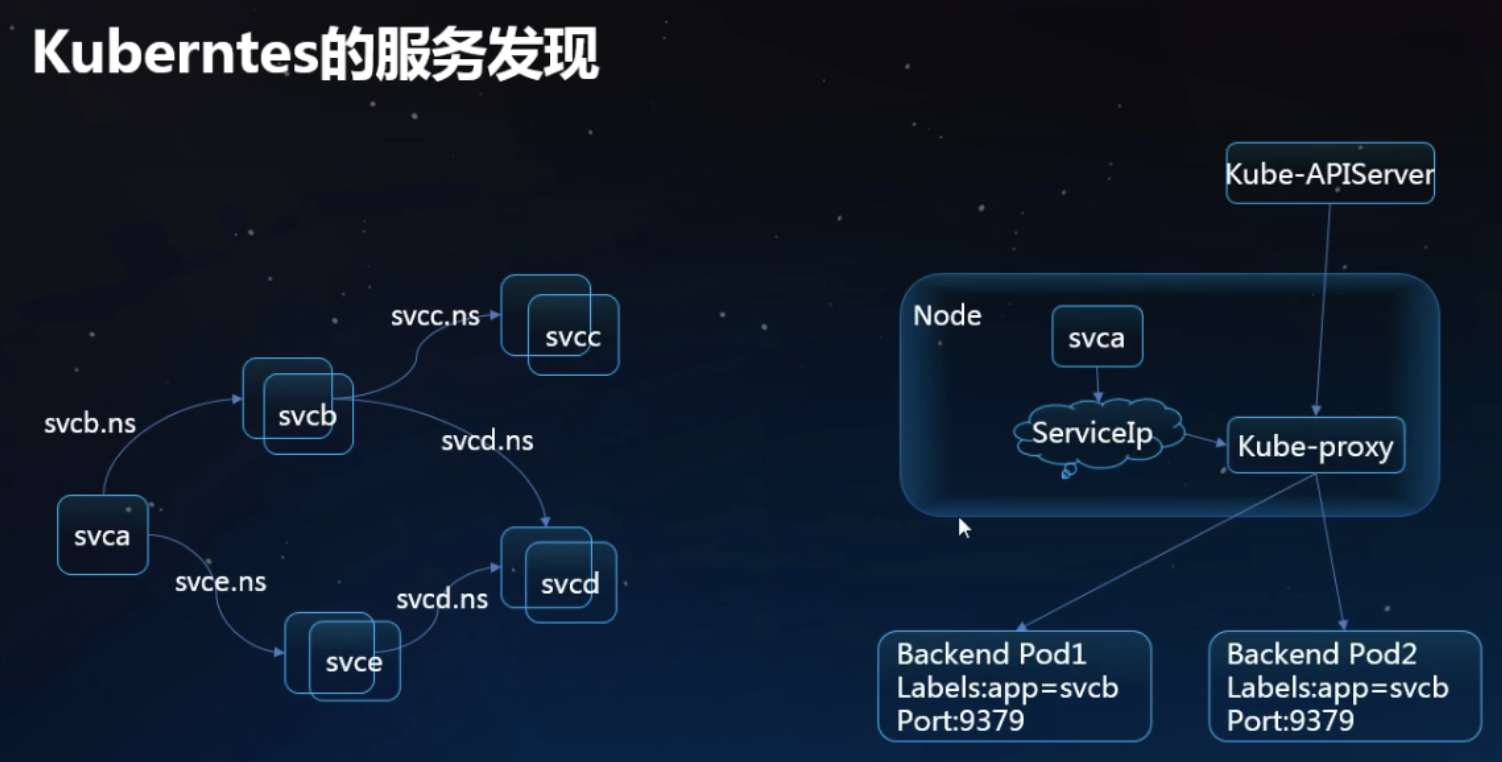 Kuberntes的服务发现
svcb.ns
svca
svce.ns
svcb
svcc.ns
svcc
svcd.ns
svcd.ns
svcd
svce
Kube-APIServer
Node
svca
ServiceIp
Kube-proxy
Backend Pod1
Labels:app=svcb
Port:9379
Backend Pod2
Labels:app=svcb
Port:9379